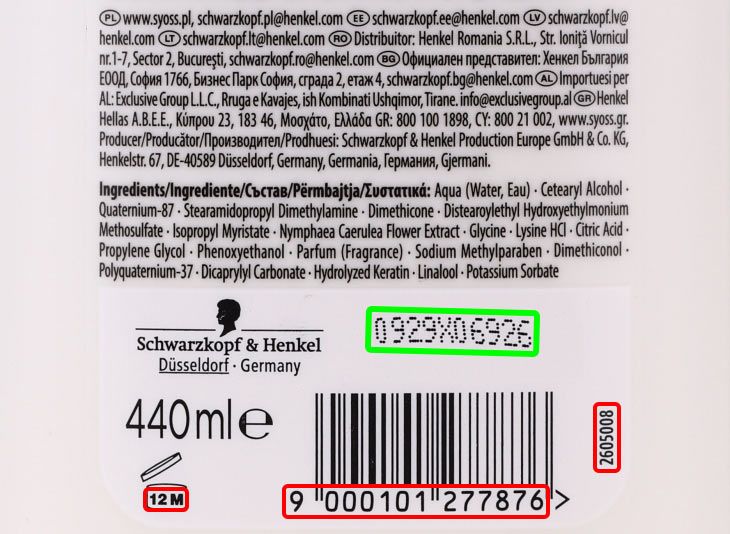 PL www.syoss.pl, schwarzkopf.pl@henkel.com EE schwarzkopf.ee@henkel.com LV schwarzkopf.lv@
henkel.com LT schwarzkopf.lt@henkel.com RO Distribuitor: Henkel Romania S.R.L., Str. Ioniţă Vornicul
nr.1-7, Sector 2, Bucureşti, schwarzkopf.ro@henkel.com BG Официален представител: Хенкел България
ЕООД, София 1766, Бизнес Парк София, сграда 2, етаж 4, schwarzkopf.bg@henkel.com AL Importuesi per
AL: Exclusive Group L.L.C., Rruga e Kavajes, ish Kombinati Ushqimor, Tirane. info@exclusivegroup.al GR Henkel
Hellas A.B.E.E., Κύπρου 23, 183 46, Μοσχάτο, Ελλάδα GR: 800 100 1898, CY: 800 21 002, www.syoss.gr.
Producer/Producător/Производител/Prodhuesi: Schwarzkopf & Henkel Production Europe GmbH & Co. KG,
Henkelstr. 67, DE-40589 Düsseldorf, Germany, Germania, Германия, Gjermani.
Ingredients/Ingrediente/Състав/Përmbajtja/Συστατικά: Aqua (Water, Eau) · Cetearyl Alcohol ·
Quaternium-87 · Stearamidopropyl Dimethylamine · Dimethicone · Distearoylethyl Hydroxyethylmonium
Methosulfate · Isopropyl Myristate · Nymphaea Caerulea Flower Extract · Glycine · Lysine HCl · Citric Acid ·
Propylene Glycol · Phenoxyethanol · Parfum (Fragrance) · Sodium Methylparaben · Dimethiconol ·
Polyquaternium-37 · Dicaprylyl Carbonate · Hydrolyzed Keratin · Linalool · Potassium Sorbate
0929X06926
Schwarzkopf & Henkel
Düsseldorf · Germany
440 ml e
2605008
12 M
9 000101 277876 >